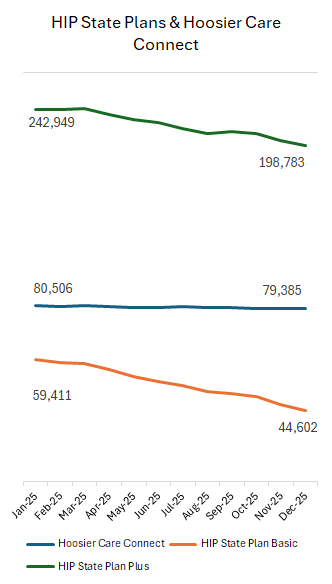 HIP State Plans & Hoosier Care
Connect
242,949
198,783
80,506
79,385
59,411
44,602
Jan-25
Feb-25
Mar-25
Apr-25
May-25
Jun-25
Jul-25
Aug-25
Sep-25
Oct-25
Nov-25
Dec-25
Hoosier Care Connect
HIP State Plan Basic
HIP State Plan Plus